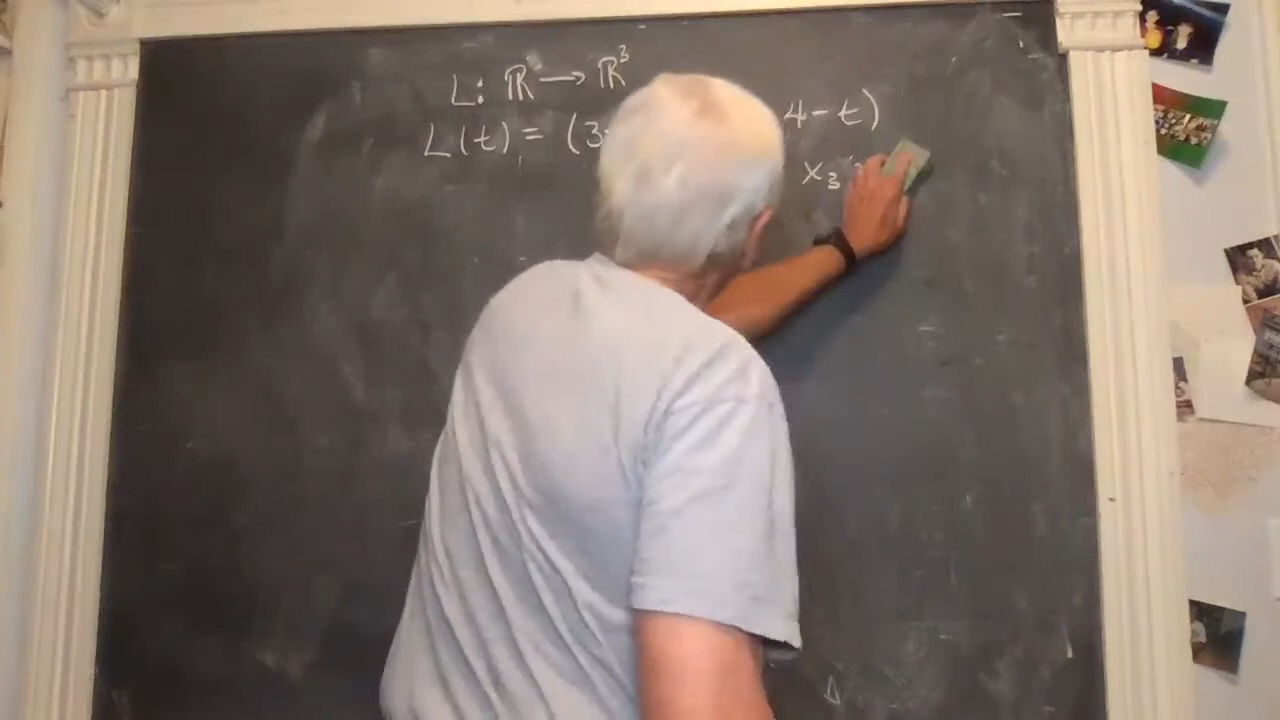 L: ℝ → ℝ³
L(t) = (3 4-t)
x₃
Δ